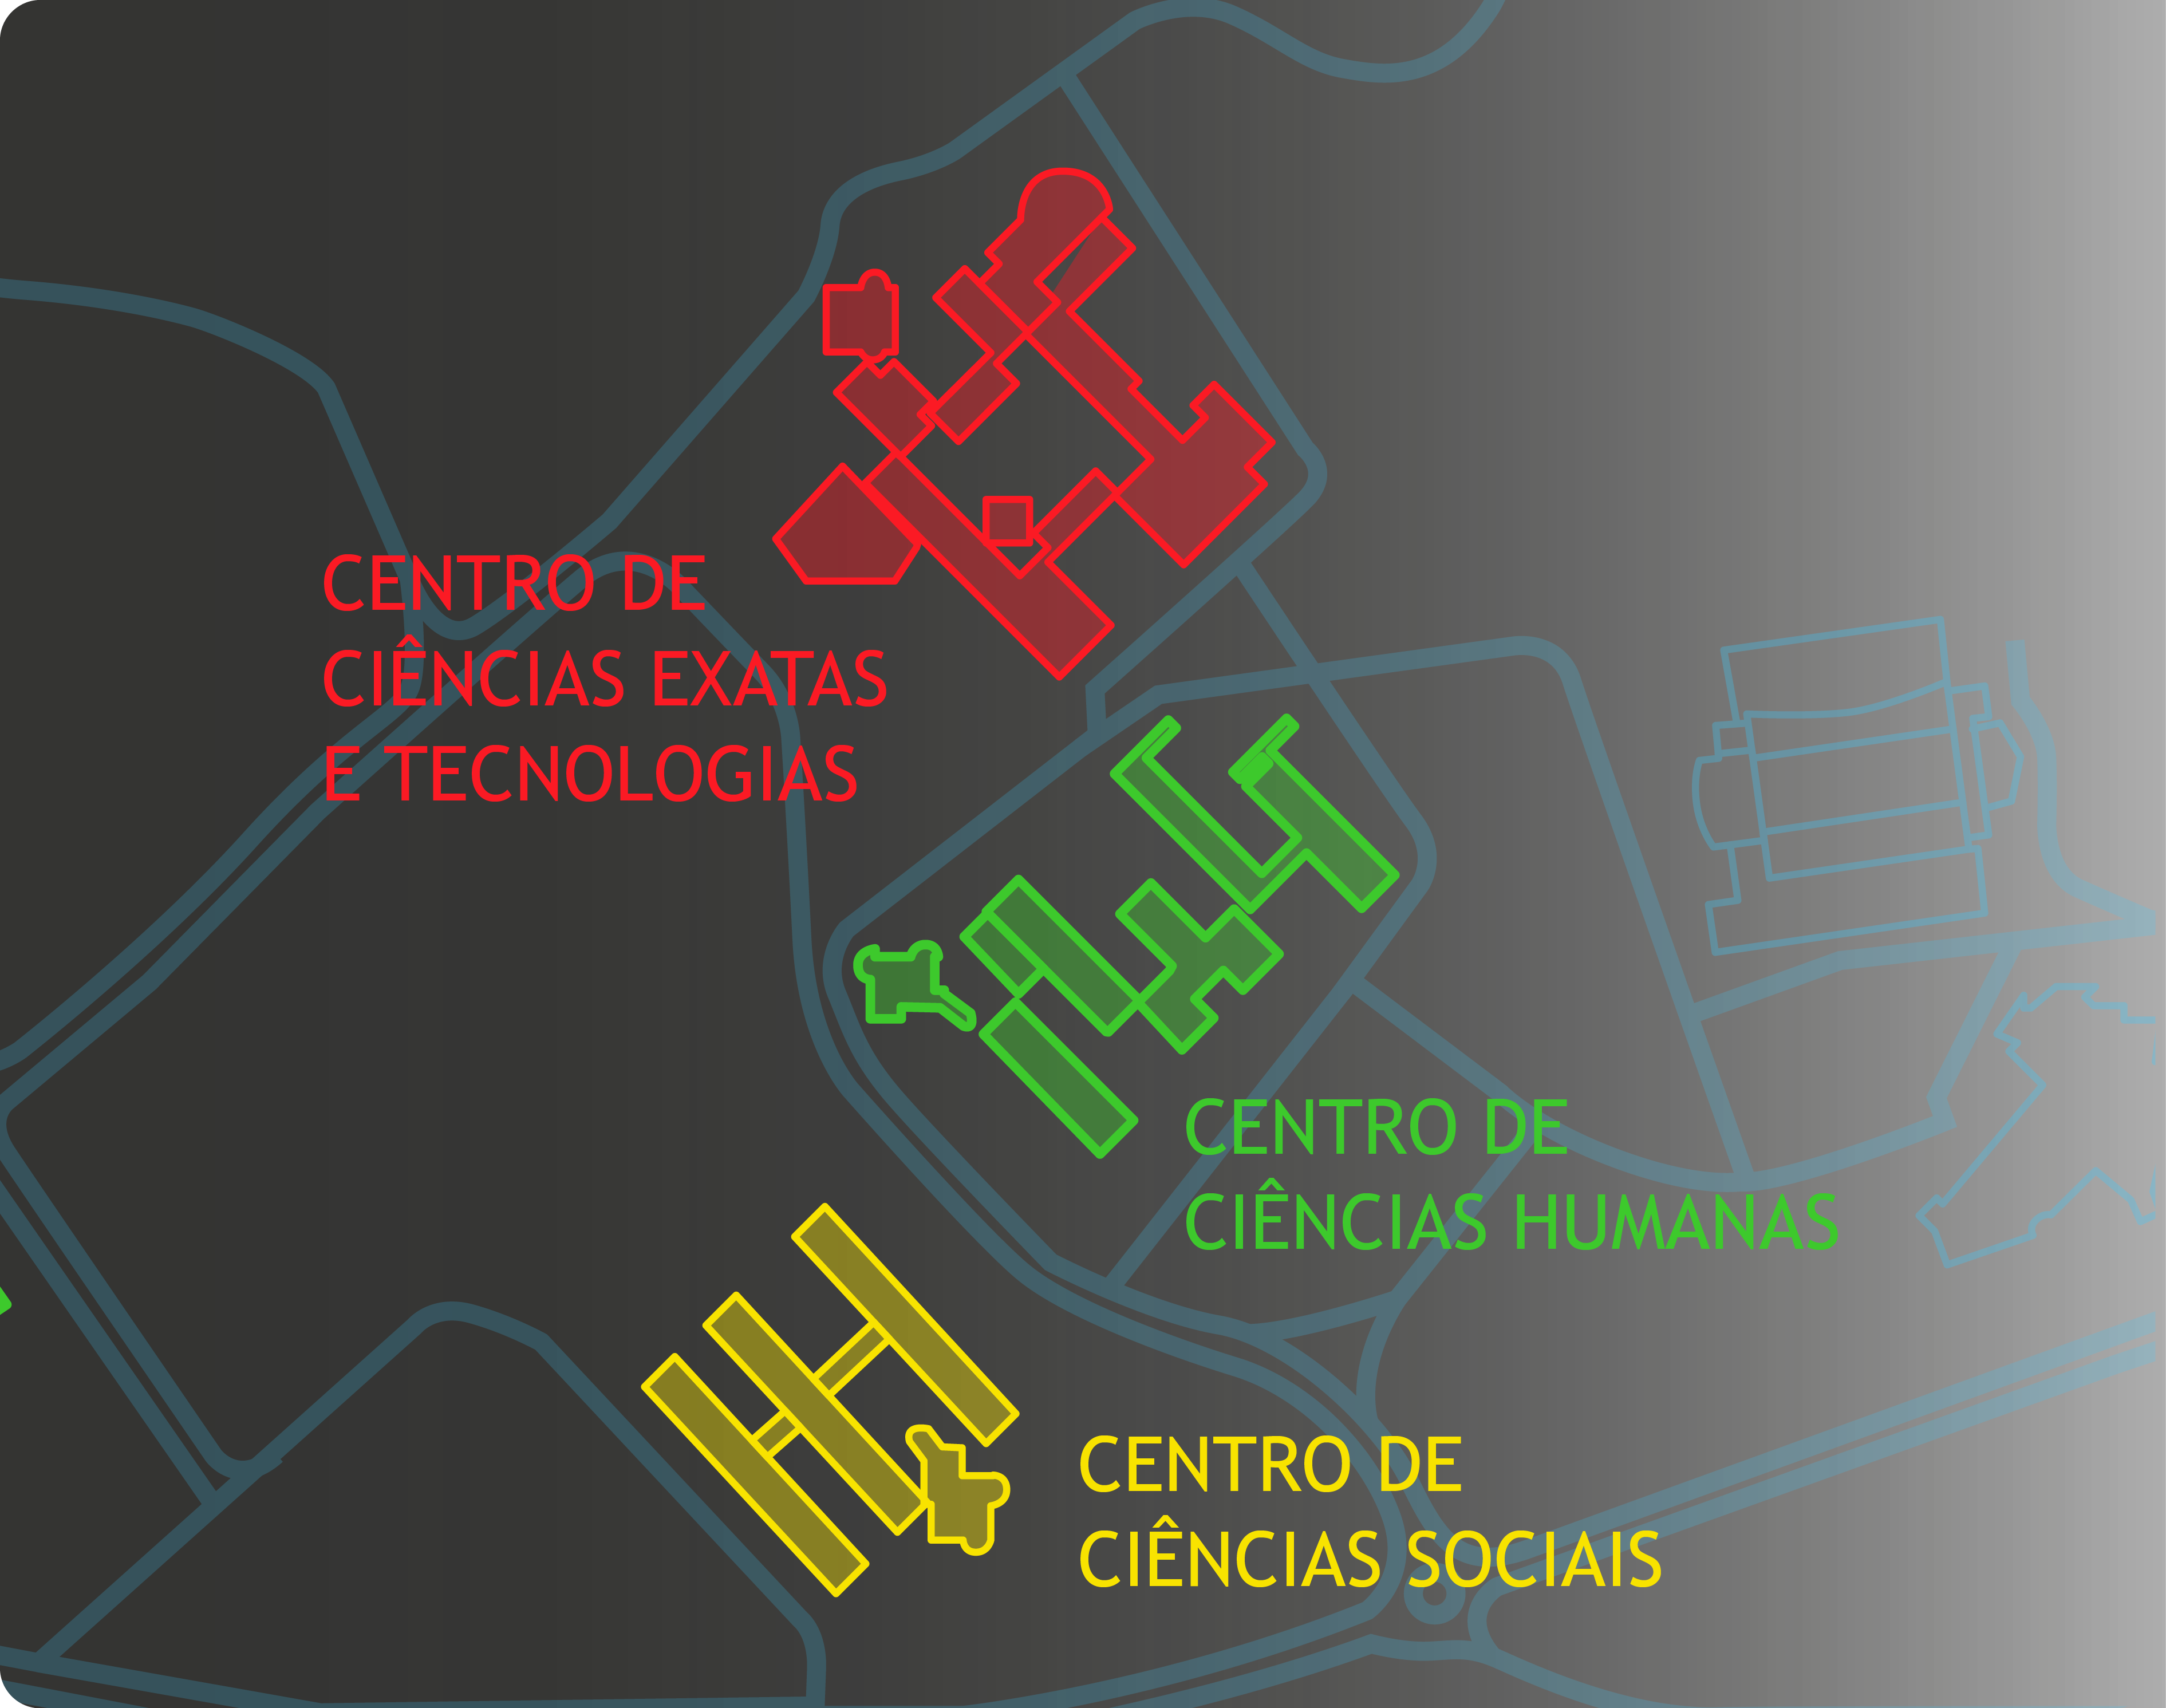 CENTRO DE
CIÊNCIAS EXATAS
E TECNOLOGIAS
CENTRO DE
CIÊNCIAS HUMANAS
CENTRO DE
CIÊNCIAS SOCIAIS